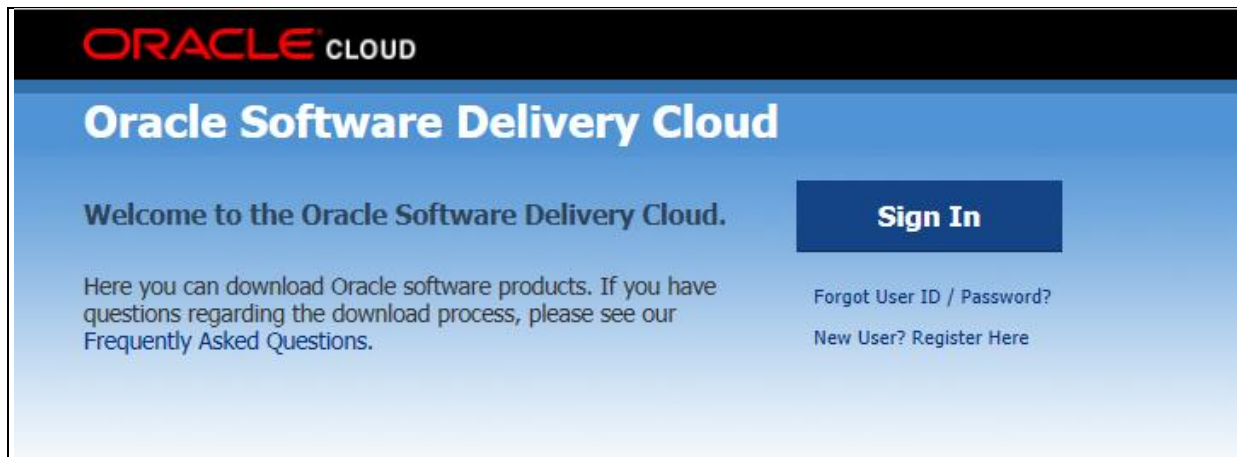 ORACLE CLOUD
Oracle Software Delivery Cloud
Welcome to the Oracle Software Delivery Cloud.
Sign In
Here you can download Oracle software products. If you have
questions regarding the download process, please see our
Frequently Asked Questions.
Forgot User ID / Password?
New User? Register Here